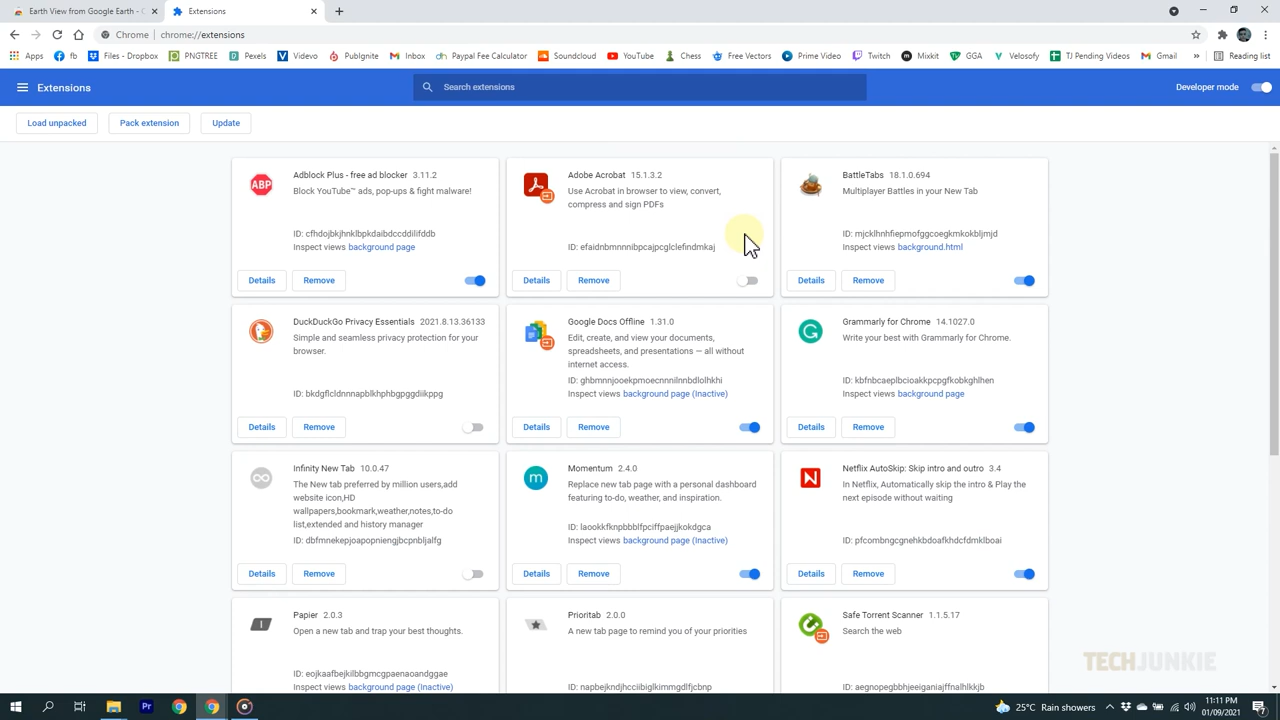 Earth View from Google Earth - C
Extensions
Chrome | chrome://extensions
Apps
fb
Files - Dropbox
PNGTREE
Pexels
Videvo
PubIgnite
Inbox
Paypal Fee Calculator
Soundcloud
YouTube
Chess
Free Vectors
Prime Video
Twitch
Mixkit
GGA
Velosofy
TJ Pending Videos
Gmail
»
Reading list
Extensions
Search extensions
Developer mode
Load unpacked
Pack extension
Update
ABP
Adblock Plus - free ad blocker 3.11.2
Block YouTube™ ads, pop-ups & fight malware!
ID: cfhdojbkjhnklbpkdaibdccddilifddb
Inspect views background page
Details
Remove
Adobe Acrobat 15.1.3.2
Use Acrobat in browser to view, convert,
compress and sign PDFs
ID: efaidnbmnnnibpcajpcglclefindmkaj
Details
Remove
BattleTabs 18.1.0.694
Multiplayer Battles in your New Tab
ID: mjcklhnhfiepmofggcoegkmkokbljmjd
Inspect views background.html
Details
Remove
DuckDuckGo Privacy Essentials 2021.8.13.36133
Simple and seamless privacy protection for your
browser.
ID: bkdgflcldnnnapblkhphbgpggdiikppg
Details
Remove
Google Docs Offline 1.31.0
Edit, create, and view your documents,
spreadsheets, and presentations — all without
internet access.
ID: ghbmnnjooekpmoecnnnilnnbdlolhkhi
Inspect views background page (Inactive)
Details
Remove
Grammarly for Chrome 14.1027.0
Write your best with Grammarly for Chrome.
ID: kbfnbcaeplbcioakkpcpgfkobkghlhen
Inspect views background page
Details
Remove
Infinity New Tab 10.0.47
The New tab preferred by million users,add
website icon,HD
wallpapers,bookmark,weather,notes,to-do
list,extended and history manager
ID: dbfmnekepjoapopniengjbcpnbljalfg
Details
Remove
m
Momentum 2.4.0
Replace new tab page with a personal dashboard
featuring to-do, weather, and inspiration.
ID: laookkfknpbbblfpciffpaejjkokdgca
Inspect views background page (Inactive)
Details
Remove
N
Netflix AutoSkip: Skip intro and outro 3.4
In Netflix, Automatically skip the intro & Play the
next episode without waiting
ID: pfcombngcgnehkbdoafkhdcfdmklboai
Details
Remove
Papier 2.0.3
Open a new tab and trap your best thoughts.
ID: eojkaafbejkilbbgmcgpaenaoandggae
Inspect views background page (Inactive)
Prioritab 2.0.0
A new tab page to remind you of your priorities
ID: napbejkndjhcciibiglkimmgdlfjcbnp
Safe Torrent Scanner 1.1.5.17
Search the web
ID: aegnopegbbhjeeiganiajffnalhlkkjb
TECHJUNKIE
Pr
25°C Rain showers
11:11 PM
01/09/2021